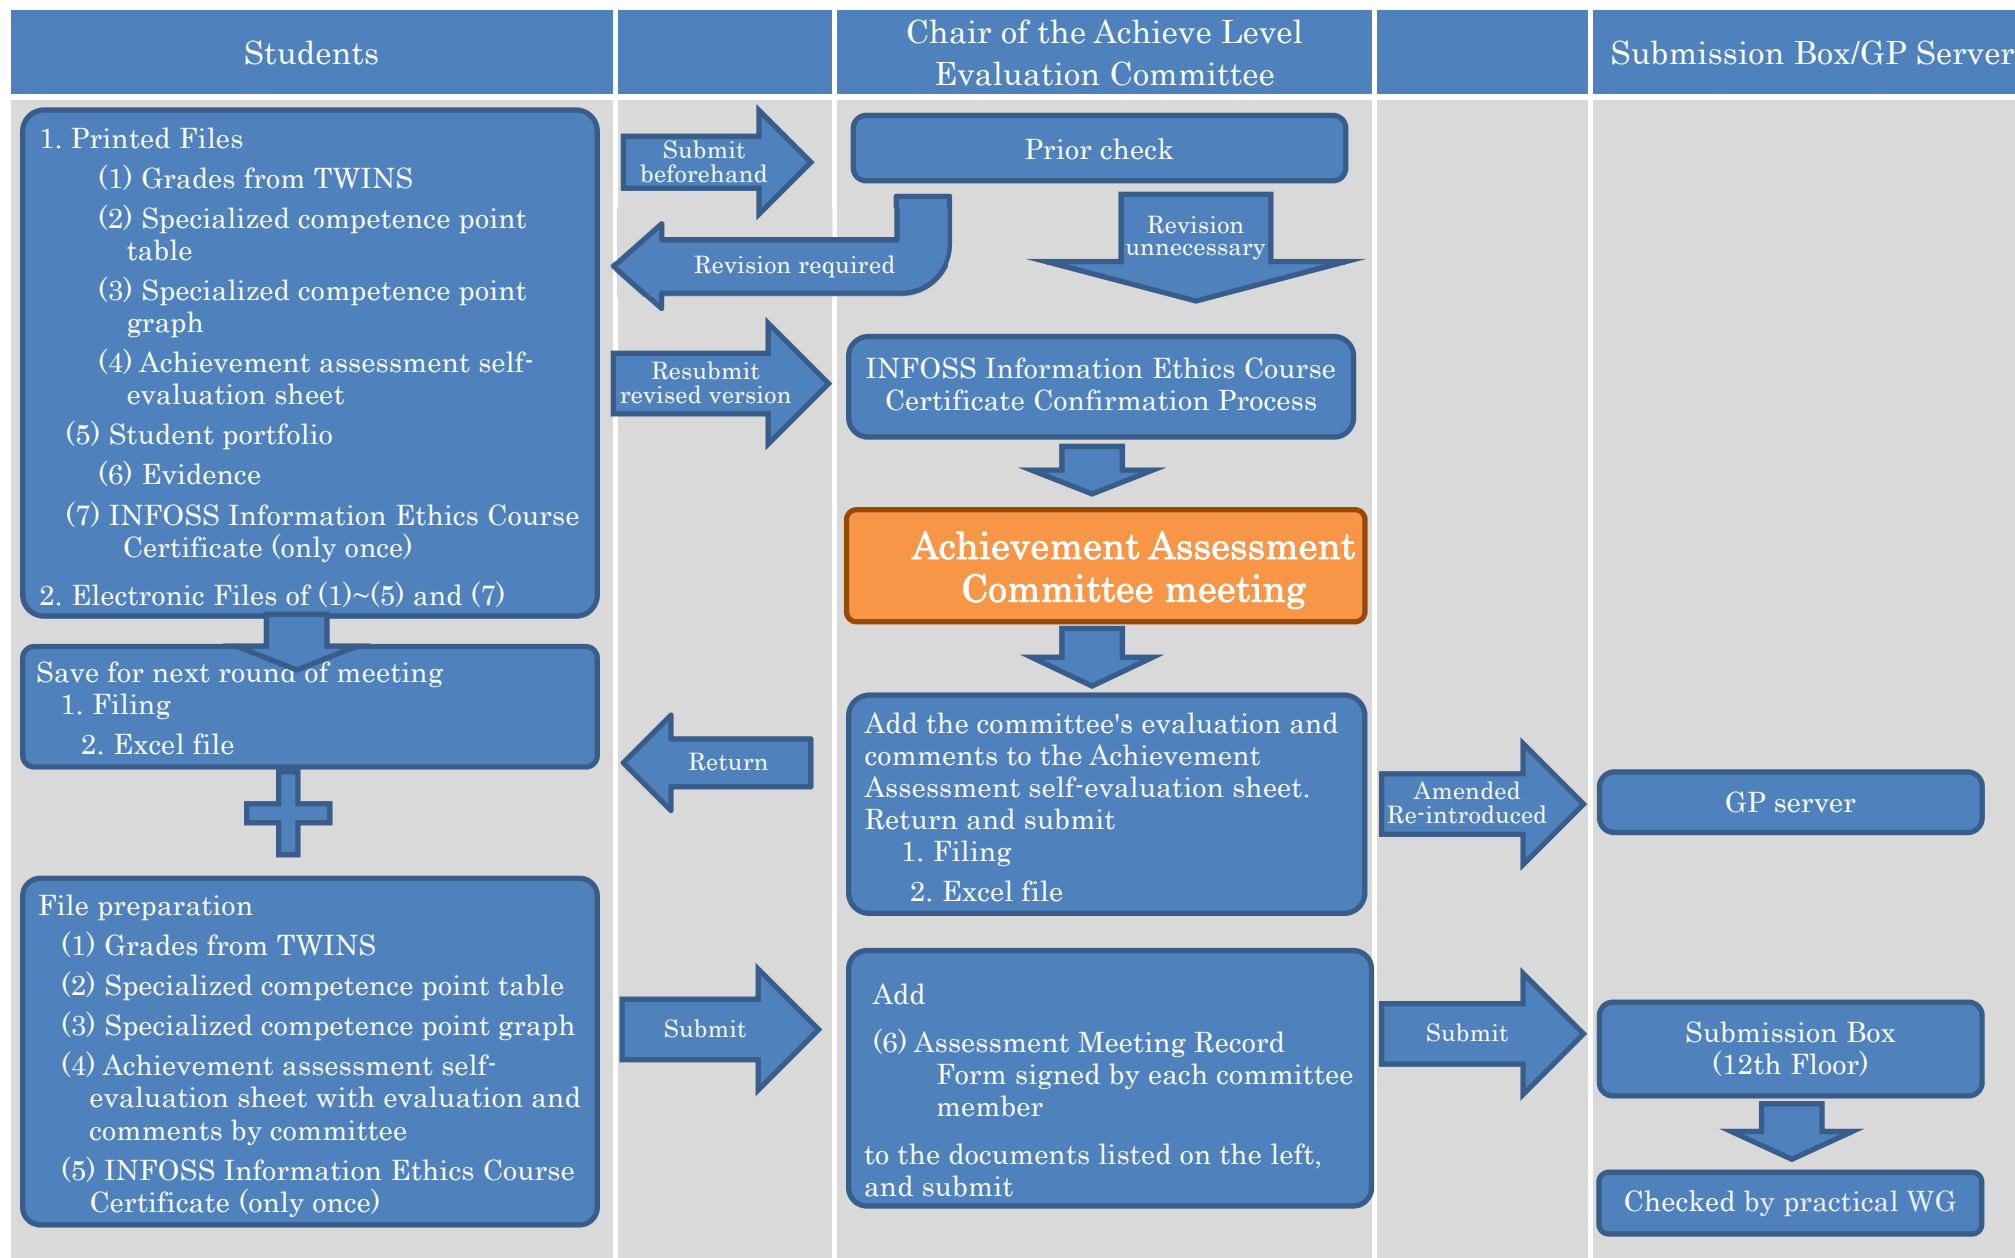 Students
Chair of the Achieve Level
Evaluation Committee
Submission Box/GP Server
1. Printed Files
(1) Grades from TWINS
(2) Specialized competence point
table
(3) Specialized competence point
graph
(4) Achievement assessment self-
evaluation sheet
(5) Student portfolio
(6) Evidence
(7) INFOSS Information Ethics Course
Certificate (only once)
2. Electronic Files of (1)~(5) and (7)
Submit
beforehand
Prior check
Revision required
Revision
unnecessary
Resubmit
revised version
INFOSS Information Ethics Course
Certificate Confirmation Process
Achievement Assessment
Committee meeting
Save for next round of meeting
1. Filing
2. Excel file
Return
Add the committee's evaluation and
comments to the Achievement
Assessment self-evaluation sheet.
Return and submit
1. Filing
2. Excel file
Amended
Re-introduced
GP server
File preparation
(1) Grades from TWINS
(2) Specialized competence point table
(3) Specialized competence point graph
(4) Achievement assessment self-
evaluation sheet with evaluation and
comments by committee
(5) INFOSS Information Ethics Course
Certificate (only once)
Submit
Add
(6) Assessment Meeting Record
Form signed by each committee
member
to the documents listed on the left,
and submit
Submit
Submission Box
(12th Floor)
Checked by practical WG